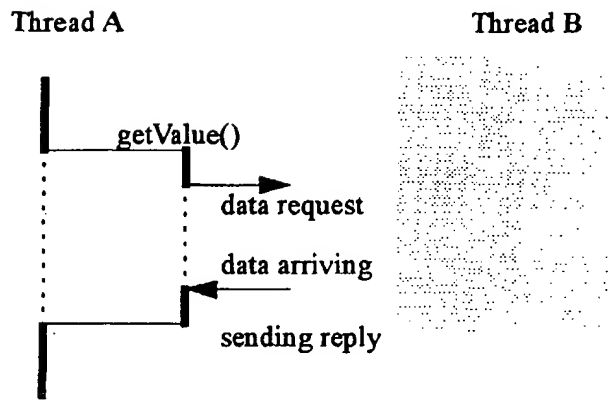 Thread A
Thread B
getValue()
data request
data arriving
sending reply